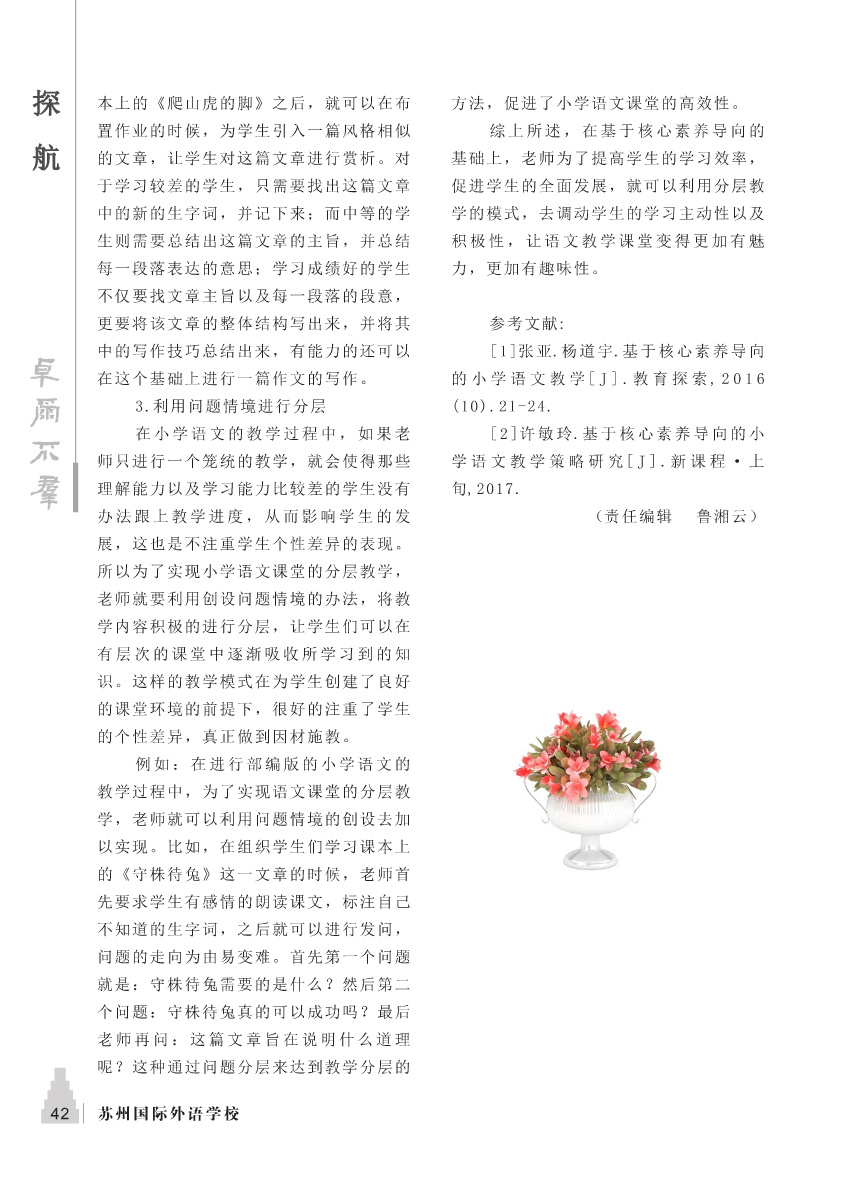 探
航
卓尔不群
本上的《爬山虎的脚》之后，就可以在布
置作业的时候，为学生引入一篇风格相似
的文章，让学生对这篇文章进行赏析。对
于学习较差的学生，只需要找出这篇文章
中的新的生字词，并记下来；而中等的学
生则需要总结出这篇文章的主旨，并总结
每一段落表达的意思；学习成绩好的学生
不仅要找文章主旨以及每一段落的段意，
更要将该文章的整体结构写出来，并将其
中的写作技巧总结出来，有能力的还可以
在这个基础上进行一篇作文的写作。
3.利用问题情境进行分层
在小学语文的教学过程中，如果老
师只进行一个笼统的教学，就会使得那些
理解能力以及学习能力比较差的学生没有
办法跟上教学进度，从而影响学生的发
展，这也是不注重学生个性差异的表现。
所以为了实现小学语文课堂的分层教学，
老师就要利用创设问题情境的办法，将教
学内容积极的进行分层，让学生们可以在
有层次的课堂中逐渐吸收所学习到的知
识。这样的教学模式在为学生创建了良好
的课堂环境的前提下，很好的注重了学生
的个性差异，真正做到因材施教。
例如：在进行部编版的小学语文的
教学过程中，为了实现语文课堂的分层教
学，老师就可以利用问题情境的创设去加
以实现。比如，在组织学生们学习课本上
的《守株待兔》这一文章的时候，老师首
先要求学生有感情的朗读课文，标注自己
不知道的生字词，之后就可以进行发问，
问题的走向为由易变难。首先第一个问题
就是：守株待兔需要的是什么？然后第二
个问题：守株待兔真的可以成功吗？最后
老师再问：这篇文章旨在说明什么道理
呢？这种通过问题分层来达到教学分层的
方法，促进了小学语文课堂的高效性。
综上所述，在基于核心素养导向的
基础上，老师为了提高学生的学习效率，
促进学生的全面发展，就可以利用分层教
学的模式，去调动学生的学习主动性以及
积极性，让语文教学课堂变得更加有魅
力，更加有趣味性。
参考文献:
[1]张亚.杨道宇.基于核心素养导向
的小学语文教学[J].教育探索,2016
(10).21-24.
[2]许敏玲.基于核心素养导向的小
学语文教学策略研究[J].新课程·上
旬,2017.
（责任编辑 鲁湘云）
42 苏州国际外语学校